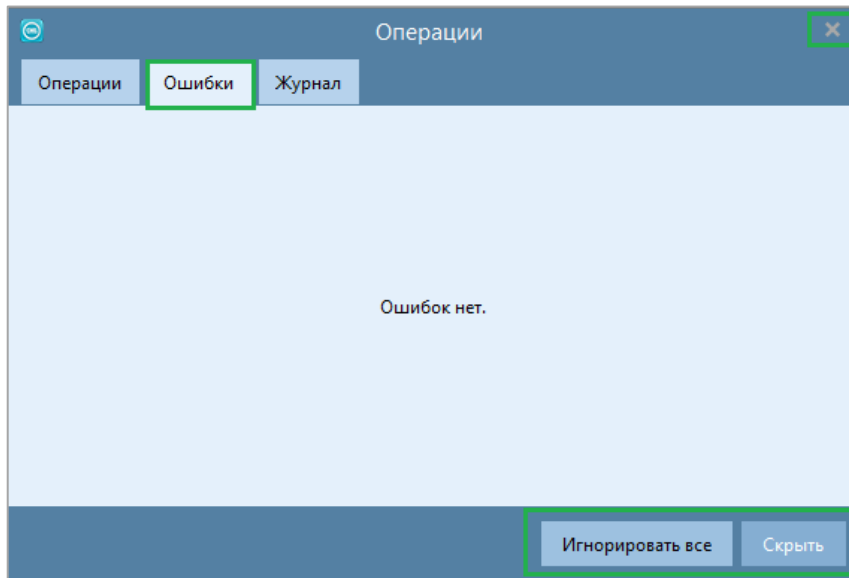 Операции
Операции Ошибки Журнал
Ошибок нет.
Игнорировать все Скрыть